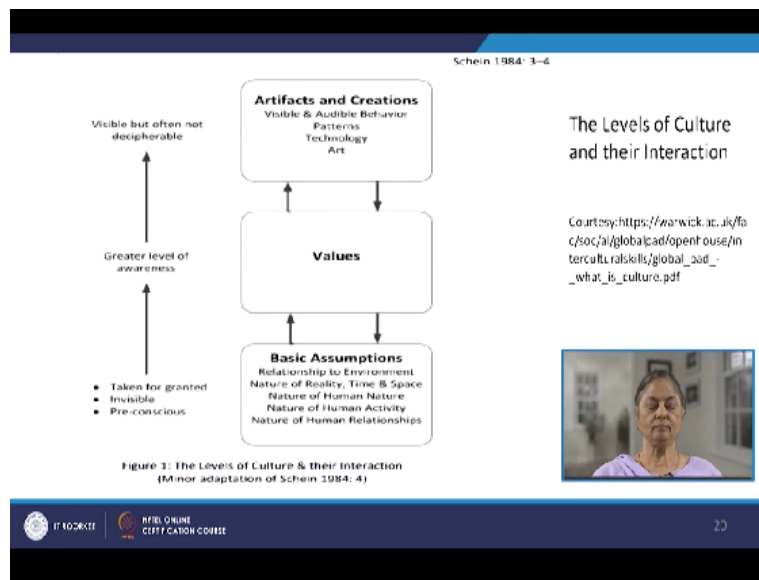 Schein 1984: 3–4
Artifacts and Creations
Visible & Audible Behavior
Patterns
Technology
Art
Visible but often not
decipherable
Values
Greater level of
awareness
Basic Assumptions
Relationship to Environment
Nature of Reality, Time & Space
Nature of Human Nature
Nature of Human Activity
Nature of Human Relationships
• Taken for granted
• Invisible
• Pre-conscious
Figure 1: The Levels of Culture & their Interaction
(Minor adaptation of Schein 1984: 4)
The Levels of Culture
and their Interaction
Courtesy:https://warwick.ac.uk/fa
c/soc/al/globalpad/openhouse/in
terculturalskills/global_pad_-
_what_is_culture.pdf
IIT ROORKEE
NPTEL ONLINE
CERTIFICATION COURSE
20